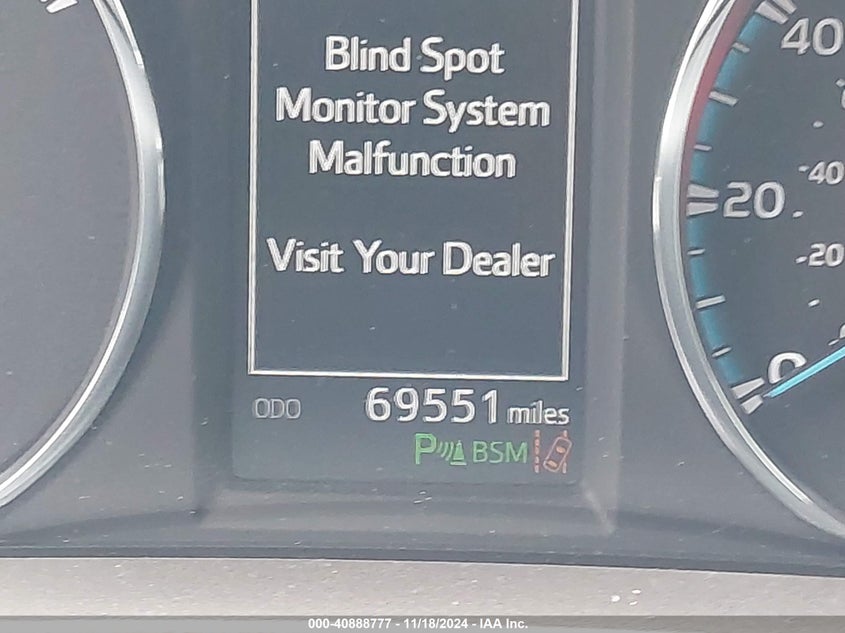 Blind Spot
Monitor System
Malfunction
Visit Your Dealer
ODO 69551 miles
P BSM
40
-40
20
-20
0
000-40888777 - 11/18/2024 - IAA Inc.